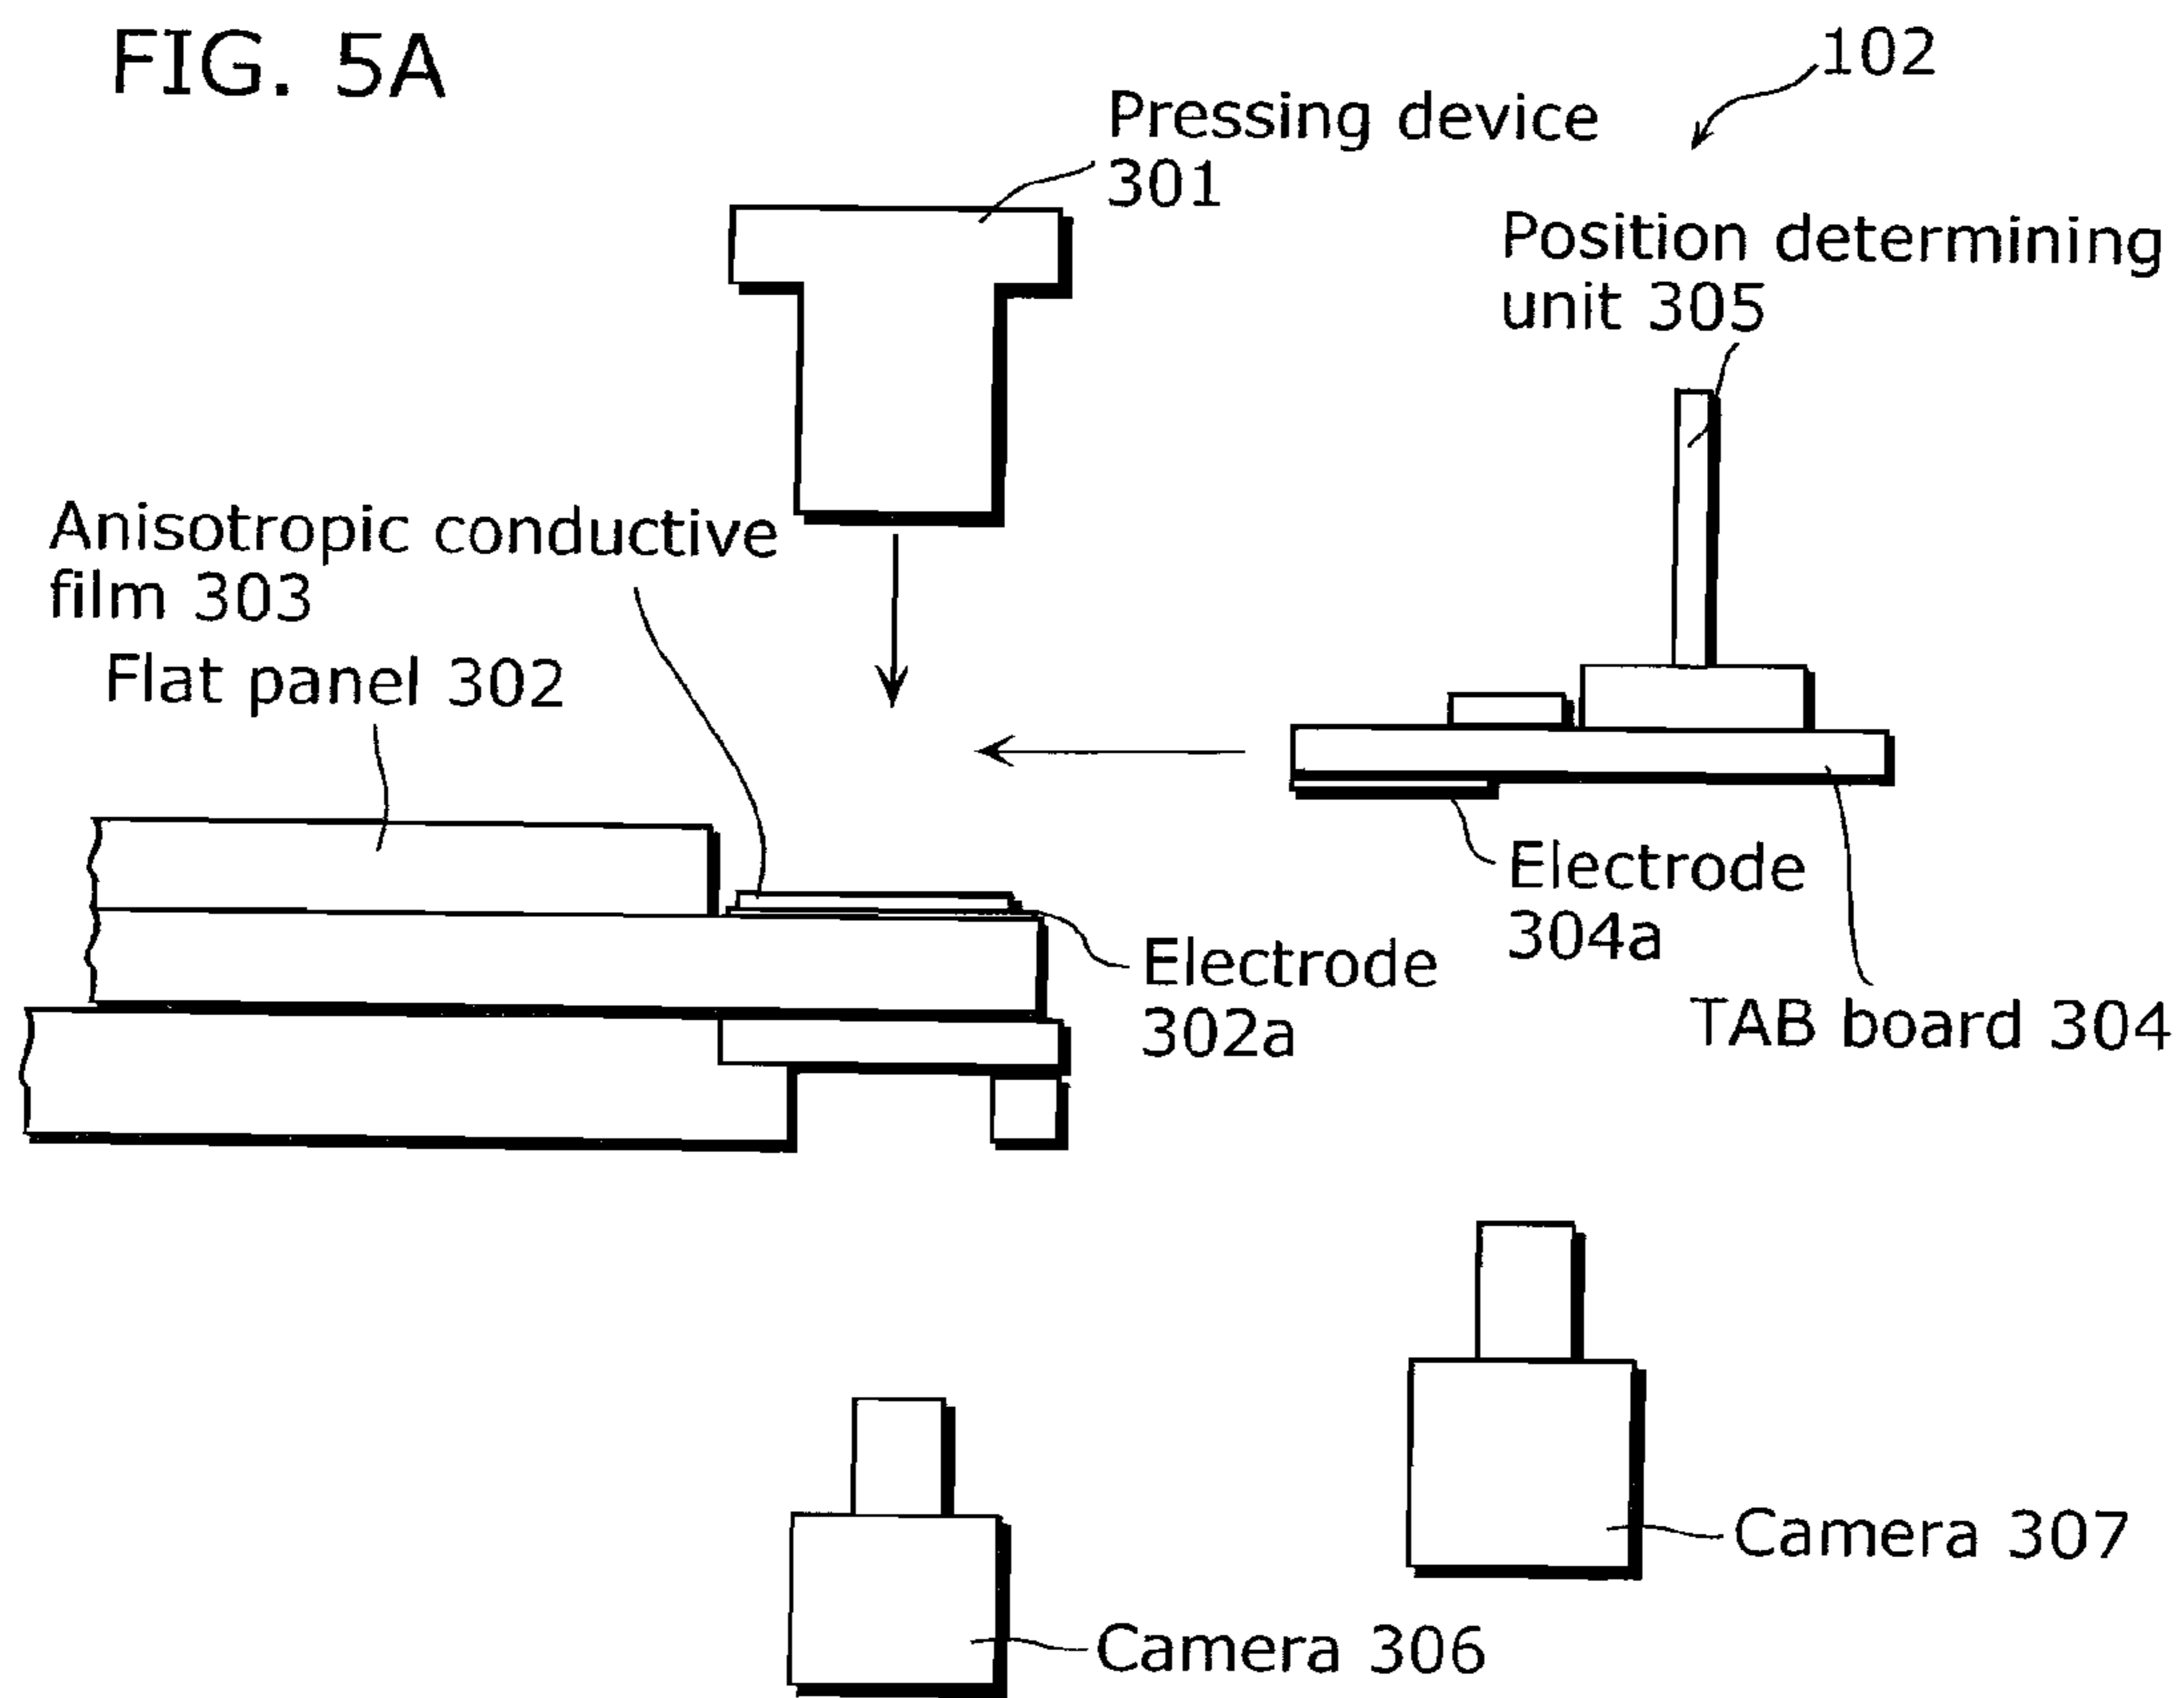 FIG. 5A
102
Pressing device
301
Position determining
unit 305
Anisotropic conductive
film 303
Flat panel 302
Electrode
304a
Electrode
302a
TAB board 304
Camera 307
Camera 306